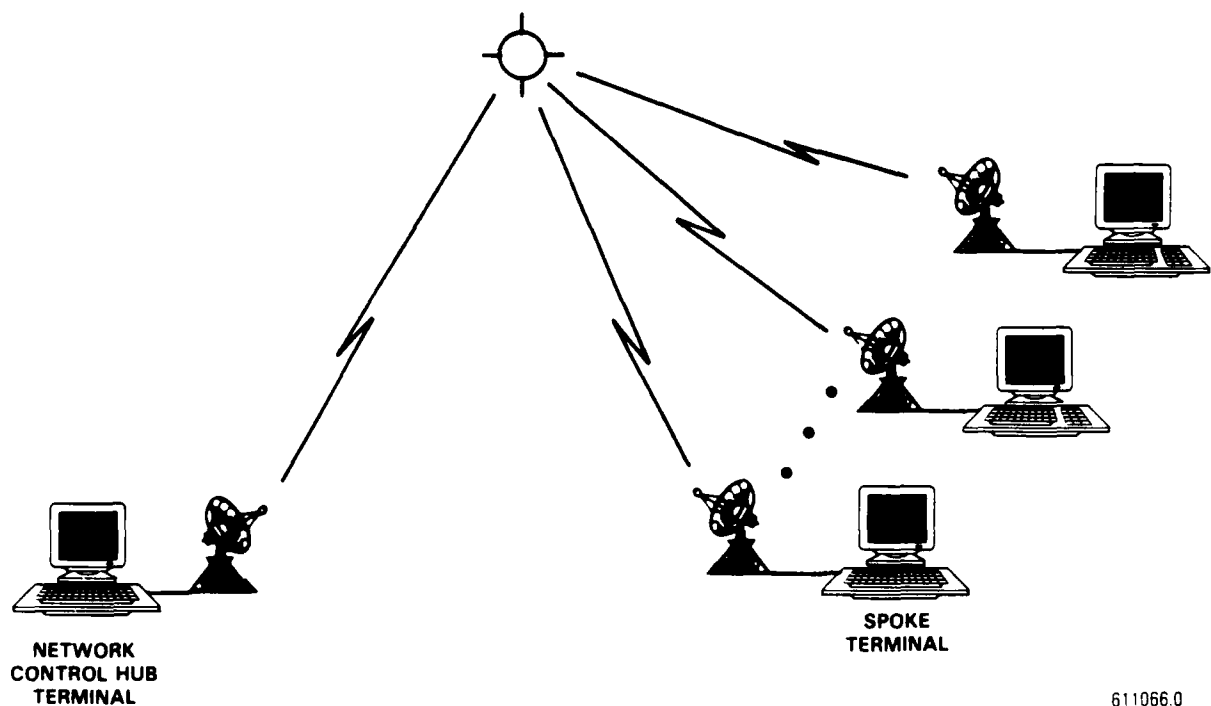 NETWORK
CONTROL HUB
TERMINAL
SPOKE
TERMINAL
611066.0